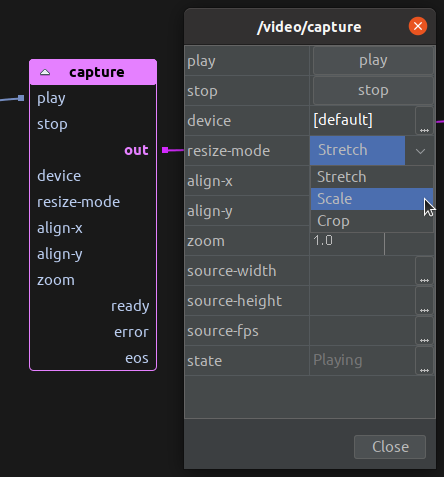 capture
play
stop
out
device
resize-mode
align-x
align-y
zoom
ready
error
eos
/video/capture
play play
stop stop
device [default] ...
resize-mode Stretch
align-x Stretch
Scale
align-y Crop
zoom 1.0
source-width ...
source-height ...
source-fps ...
state Playing ...
Close